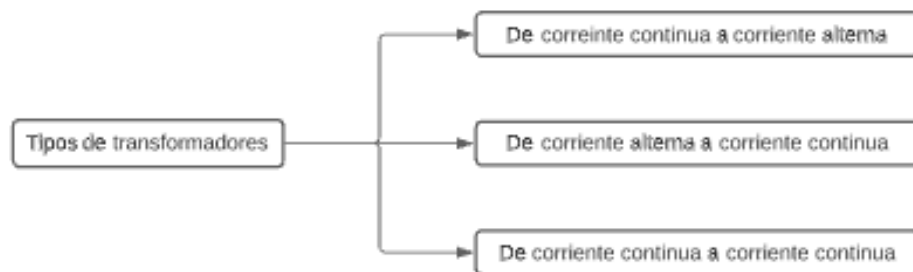 De correinte continua a corriente alterna
Tipos de transformadores
De corriente alterna a corriente continua
De corriente continua a corriente continua